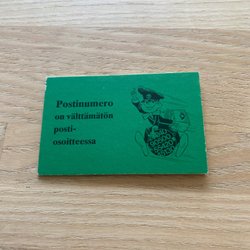 Postinumero
on välttämätön
posti-
osoitteessa